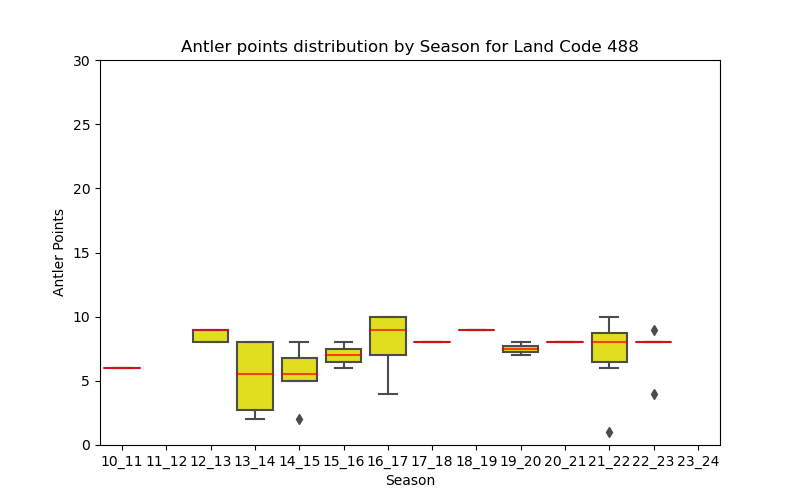 Antler points distribution by Season for Land Code 488
30
25
20
15
10
5
0
Antler Points
10_11 11_12 12_13 13_14 14_15 15_16 16_17 17_18 18_19 19_20 20_21 21_22 22_23 23_24
Season